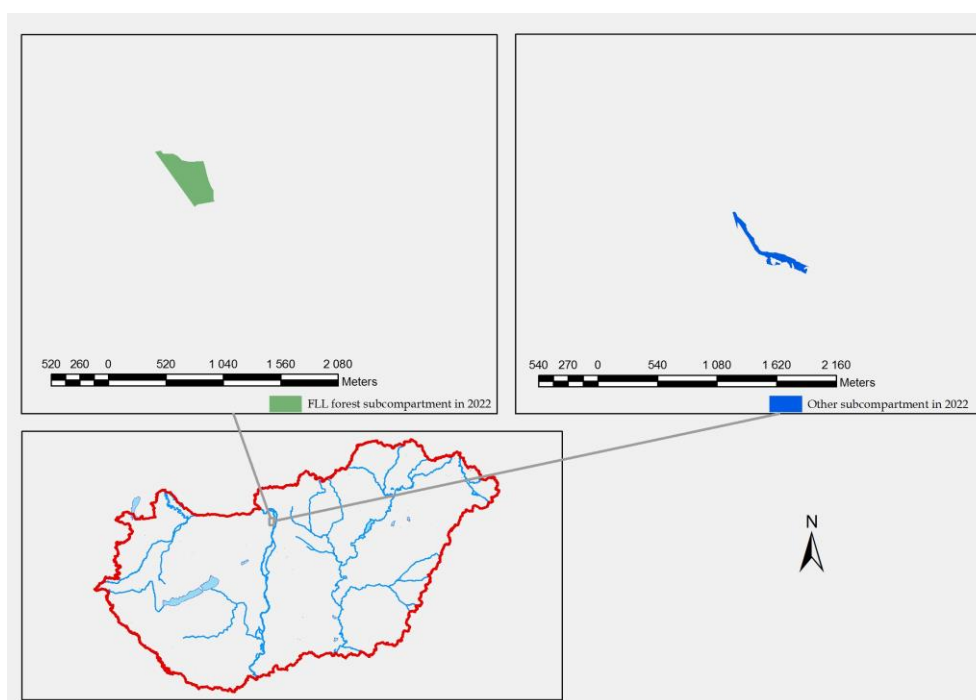 520 260 0 520 1 040 1 560 2 080
Meters
FLL forest subcompartment in 2022
540 270 0 540 1 080 1 620 2 160
Meters
Other subcompartment in 2022
N